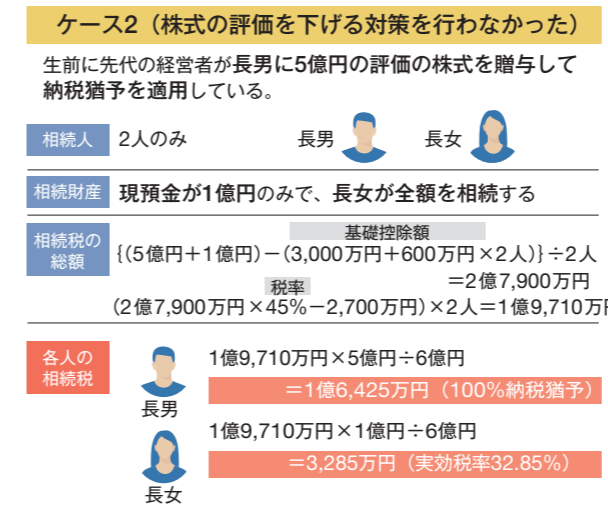 ケース2（株式の評価を下げる対策を行わなかった）
生前に先代の経営者が長男に5億円の評価の株式を贈与して
納税猶予を適用している。
相続人 2人のみ 長男 長女
相続財産 現預金が1億円のみで、長女が全額を相続する
相続税の
総額
基礎控除額
｛（5億円＋1億円）－（3,000万円＋600万円×2人）｝÷2人
＝2億7,900万円
税率
（2億7,900万円×45%－2,700万円）×2人＝1億9,710万円
各人の
相続税
1億9,710万円×5億円÷6億円
＝1億6,425万円（100%納税猶予）
長男
1億9,710万円×1億円÷6億円
＝3,285万円（実効税率32.85%）
長女